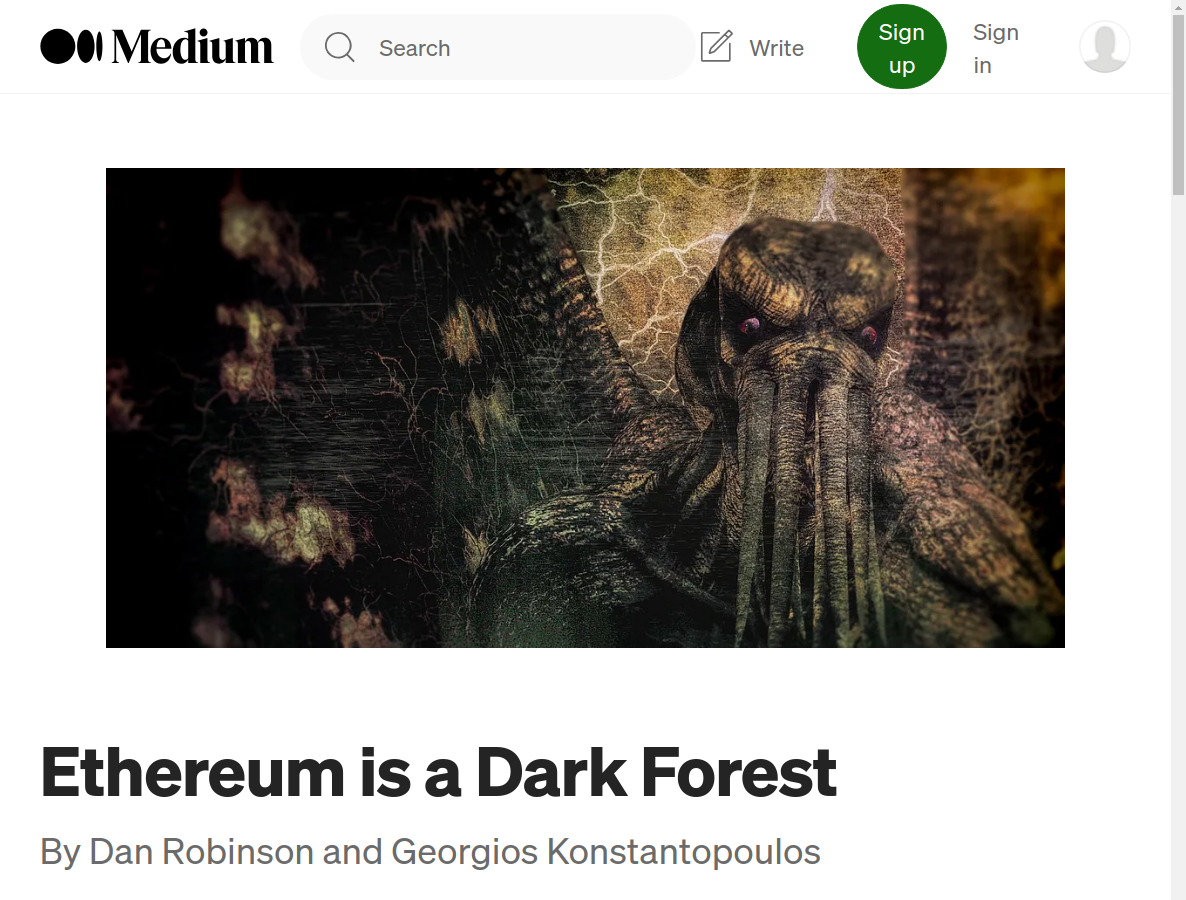 Medium
Search
Write
Sign
up
Sign
in
Ethereum is a Dark Forest
By Dan Robinson and Georgios Konstantopoulos